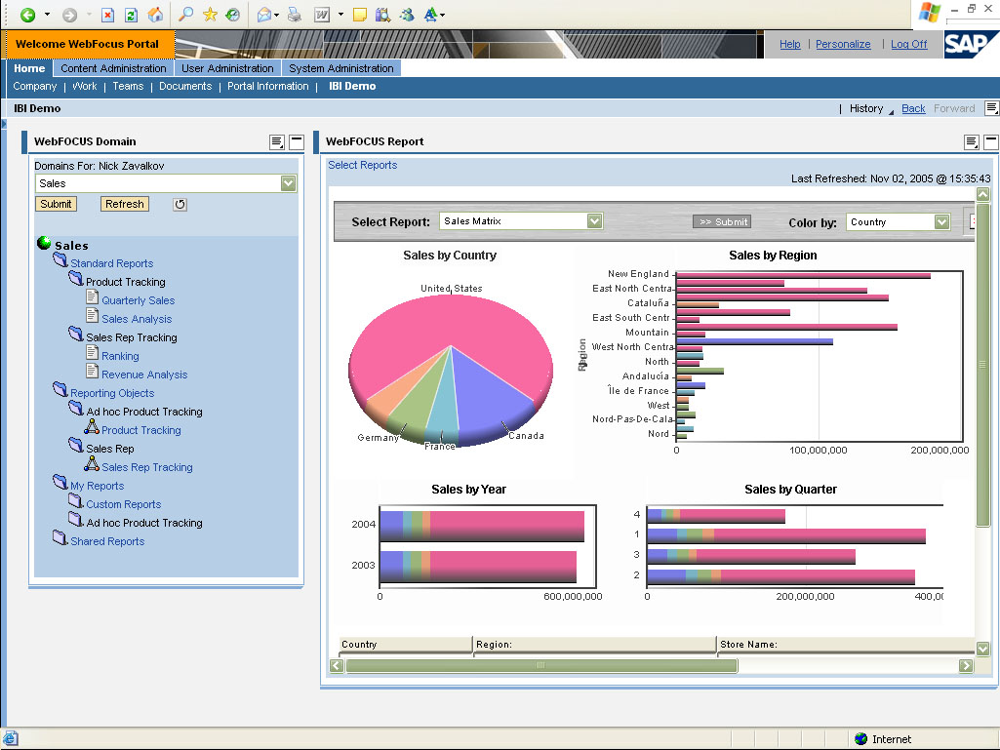 Welcome WebFocus Portal
Help | Personalize | Log Off
SAP
Home Content Administration User Administration System Administration
Company | Work | Teams | Documents | Portal Information | IBI Demo
IBI Demo
| History Back Forward
WebFOCUS Domain
Domains For: Nick Zavalkov
Sales
Submit Refresh
Sales
Standard Reports
Product Tracking
Quarterly Sales
Sales Analysis
Sales Rep Tracking
Ranking
Revenue Analysis
Reporting Objects
Ad hoc Product Tracking
Product Tracking
Sales Rep
Sales Rep Tracking
My Reports
Custom Reports
Ad hoc Product Tracking
Shared Reports
WebFOCUS Report
Select Reports
Last Refreshed: Nov 02, 2005 @ 15:35:43
Select Report: Sales Matrix >> Submit Color by: Country
Sales by Country
United States
Germany
France
Canada
Sales by Region
Region
New England
East North Centra
Cataluña
East South Centr
Mountain
West North Centra
North
Andalucía
Île de France
West
Nord-Pas-De-Cala
Nord
0 100,000,000 200,000,000
Sales by Year
2004
2003
0 600,000,000
Sales by Quarter
4
1
3
2
0 200,000,000 400,00
Country Region: Store Name:
Internet